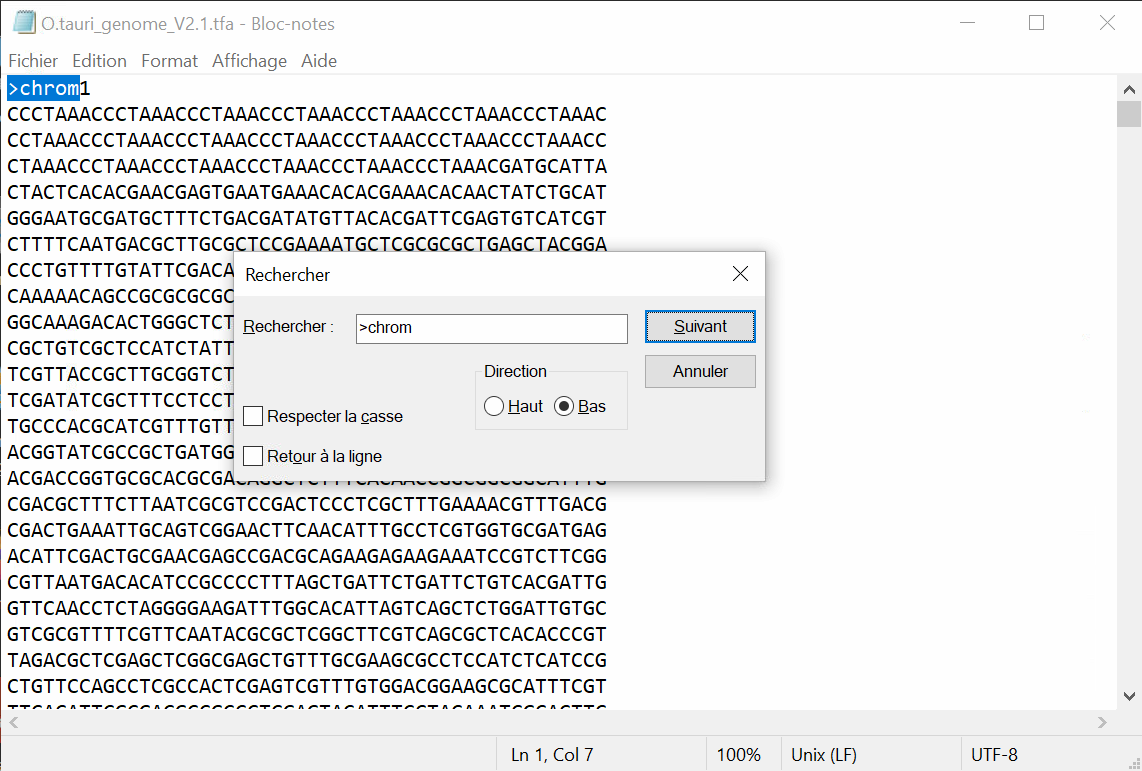 O.tauri_genome_V2.1.tfa - Bloc-notes
Fichier Edition Format Affichage Aide
>chrom1
CCCTAAACCCTAAACCCTAAACCCTAAACCCTAAACCCTAAACCCTAAAC
CCTAAACCCTAAACCCTAAACCCTAAACCCTAAACCCTAAACCCTAAACC
CTAAACCCTAAACCCTAAACCCTAAACCCTAAACCCTAAACGATGCATTA
CTACTCACACGAACGAGTGAATGAAACACACGAAACACAACTATCTGCAT
GGGAATGCGATGCTTTCTGACGATATGTTACACGATTCGAGTGTCATCGT
CTTTTCAATGACGCTTGCGCTCCGAAAATGCTCGCGCGCTGAGCTACGGA
CCCTGTTTTGTATTCGACA
CAAAAACAGCCGCGCGCGC
GGCAAAGACACTGGGCTCT
CGCTGTCGCTCCATCTATT
TCGTTACCGCTTGCGGTCT
TCGATATCGCTTTCCTCCT
TGCCCACGCATCGTTTGTT
ACGGTATCGCCGCTGATGG
ACGACCGGTGCGCACGCGA
Rechercher
Rechercher : >chrom Suivant
Annuler
Direction
Haut Bas
Respecter la casse
Retour à la ligne
CGACGCTTTCTTAATCGCGTCCGACTCCCTCGCTTTGAAAACGTTTGACG
CGACTGAAATTGCAGTCGGAACTTCAACATTTGCCTCGTGGTGCGATGAG
ACATTCGACTGCGAACGAGCCGACGCAGAAGAGAAGAAATCCGTCTTCGG
CGTTAATGACACATCCGCCCCTTTAGCTGATTCTGATTCTGTCACGATTG
GTTCAACCTCTAGGGGAAGATTTGGCACATTAGTCAGCTCTGGATTGTGC
GTCGCGTTTTCGTTCAATACGCGCTCGGCTTCGTCAGCGCTCACACCCGT
TAGACGCTCGAGCTCGGCGAGCTGTTTGCGAAGCGCCTCCATCTCATCCG
CTGTTCCAGCCTCGCCACTCGAGTCGTTTGTGGACGGAAGCGCATTTCGT
Ln 1, Col 7 100% Unix (LF) UTF-8